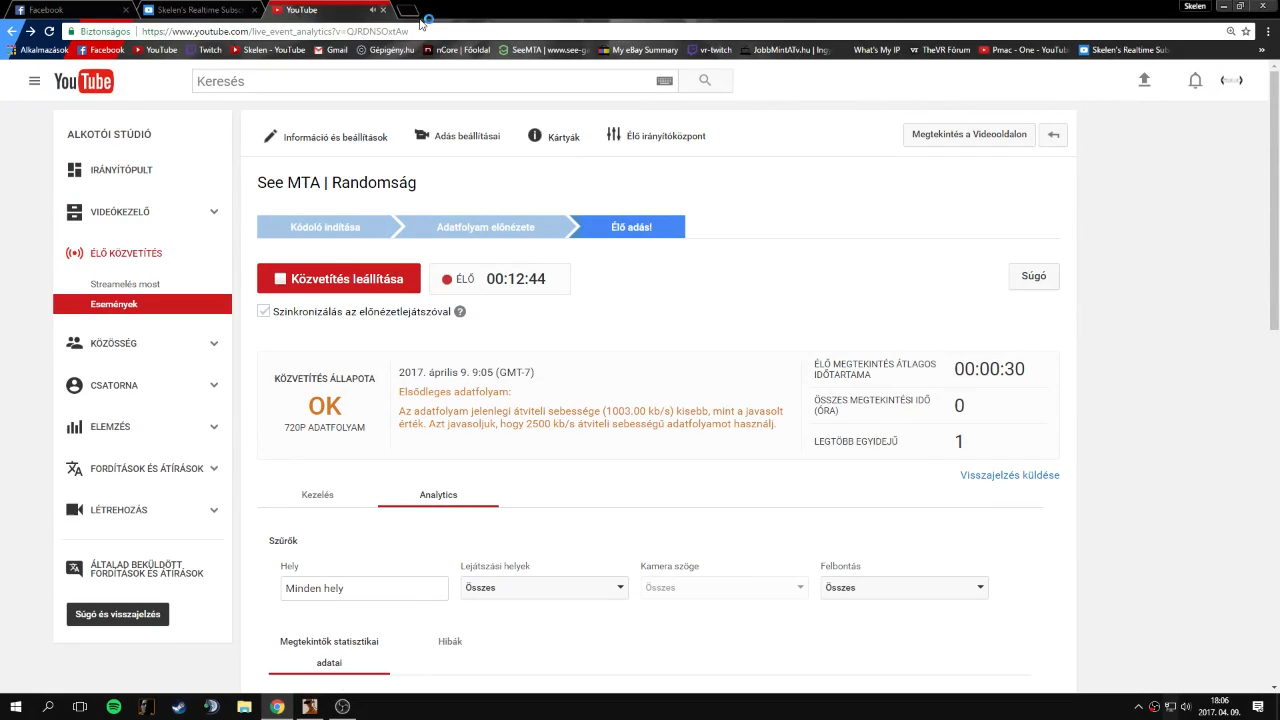 Facebook
Skelen's Realtime Subsc
YouTube
Skelen
Biztonságos
https://www.youtube.com/live_event_analytics?v=QJRDNSOxtAw
Alkalmazások
Facebook
YouTube
Twitch
Skelen - YouTube
Gmail
Gépigény.hu
nCore | Főoldal
SeeMTA | www.see-g
My eBay Summary
vr-twitch
JobbMintATv.hu | Ing
What's My IP
TheVR Fórum
Pmac - YouTube
Skelen's Realtime Sub
YouTube
Keresés
ALKOTÓI STÚDIÓ
IRÁNYÍTÓPULT
VIDEÓKEZELŐ
ÉLŐ KÖZVETÍTÉS
Streamelés most
Események
KÖZÖSSÉG
CSATORNA
ELEMZÉS
FORDÍTÁSOK ÉS ÁTÍRÁSOK
LÉTREHOZÁS
ÁLTALAD BEKÜLDÖTT
FORDÍTÁSOK ÉS ÁTÍRÁSOK
Súgó és visszajelzés
Információ és beállítások
Adás beállításai
Kártyák
Élő irányítóközpont
Megtekintés a Videooldalon
See MTA | Randomság
Kódoló indítása
Adatfolyam előnézete
Élő adás!
Közvetítés leállítása
ÉLŐ 00:12:44
Súgó
Szinkronizálás az előnézetlejátszóval ?
KÖZVETÍTÉS ÁLLAPOTA
OK
720P ADATFOLYAM
2017. április 9. 9:05 (GMT-7)
Elsődleges adatfolyam:
Az adatfolyam jelenlegi átviteli sebessége (1003.00 kb/s) kisebb, mint a javasolt
érték. Azt javasoljuk, hogy 2500 kb/s átviteli sebességű adatfolyamot használj.
ÉLŐ MEGTEKINTÉS ÁTLAGOS
IDŐTARTAMA
00:00:30
ÖSSZES MEGTEKINTÉSI IDŐ
(ÓRA)
0
LEGTÖBB EGYIDEJŰ
1
Visszajelzés küldése
Kezelés
Analytics
Szűrők
Hely
Lejátszási helyek
Kamera szöge
Felbontás
Minden hely
Összes
Összes
Összes
Megtekintők statisztikai
adatai
Hibák
18:06
2017. 04. 09.